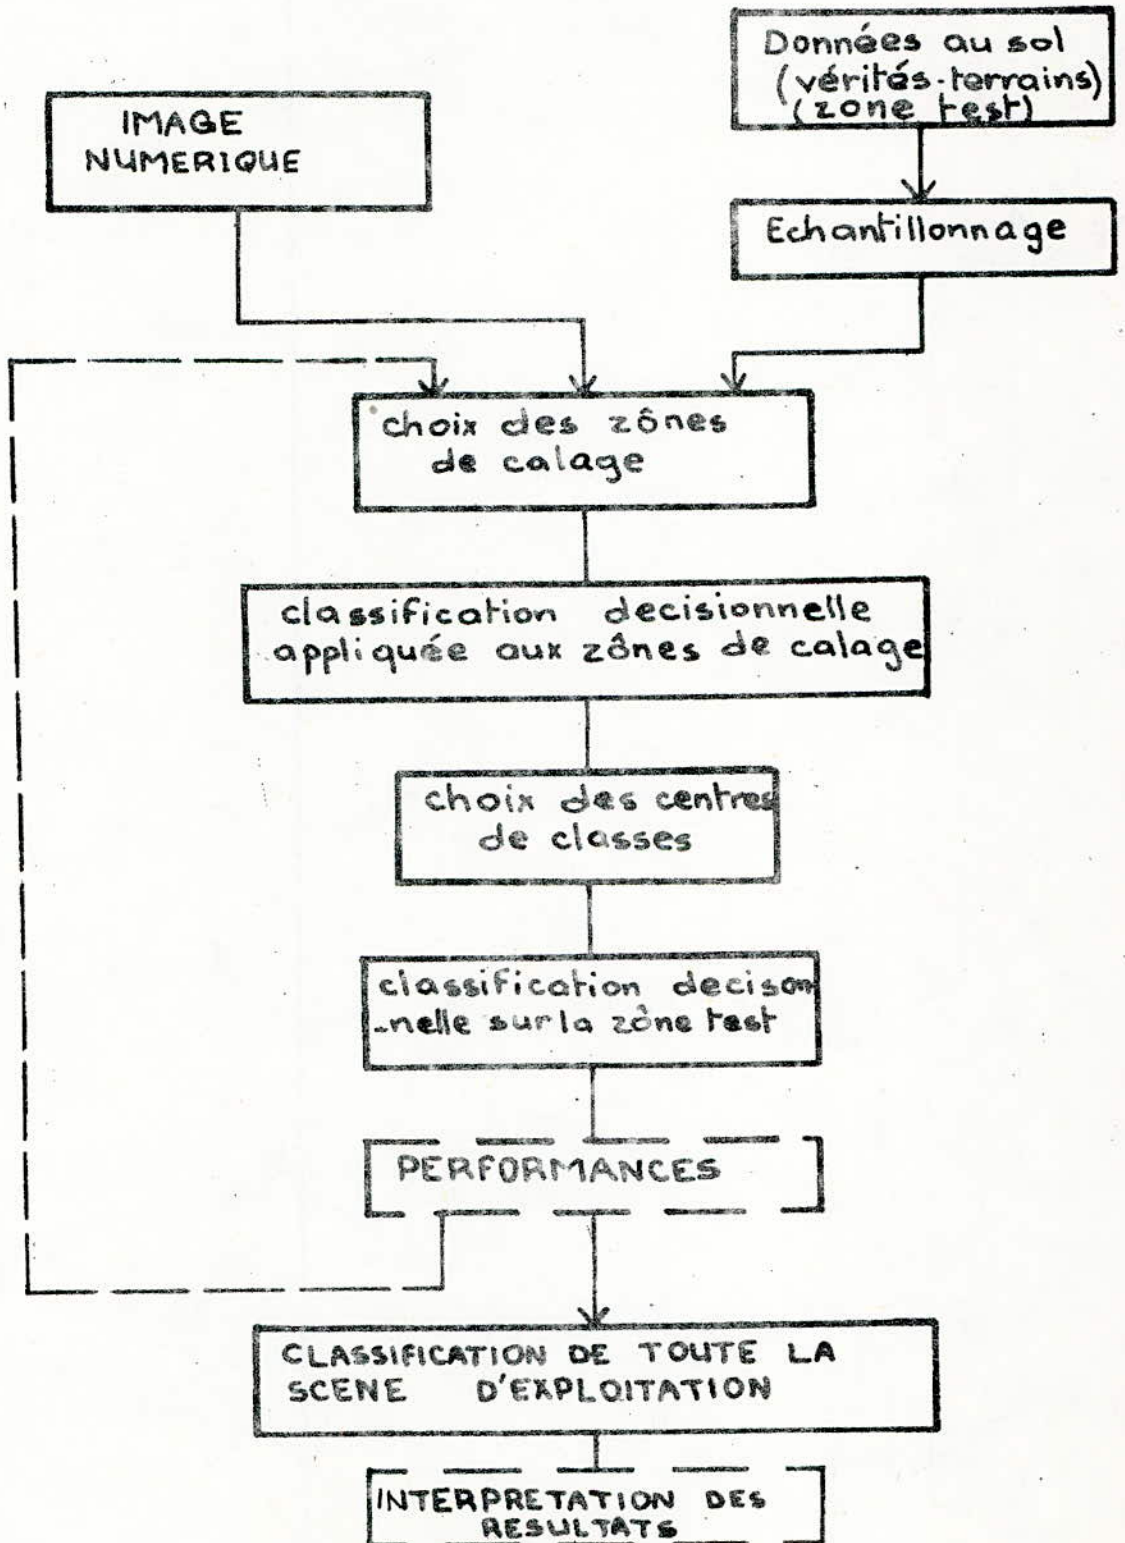 Données au sol
(vérités-terrains)
(zone test)
IMAGE
NUMERIQUE
Echantillonnage
choix des zônes
de calage
classification decisionnelle
appliquée aux zônes de calage
choix des centres
de classes
classification decison
-nelle sur la zône test
PERFORMANCES
CLASSIFICATION DE TOUTE LA
SCENE D'EXPLOITATION
INTERPRETATION DES
RESULTATS